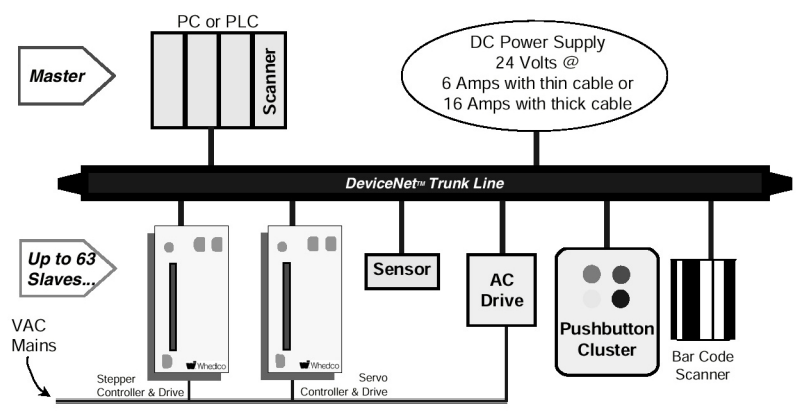 PC or PLC
Master
Scanner
DC Power Supply
24 Volts @
6 Amps with thin cable or
16 Amps with thick cable
DeviceNet™ Trunk Line
Up to 63
Slaves...
Sensor
AC
Drive
Pushbutton
Cluster
Bar Code
Scanner
VAC
Mains
Whedco
Whedco
Stepper
Controller & Drive
Servo
Controller & Drive